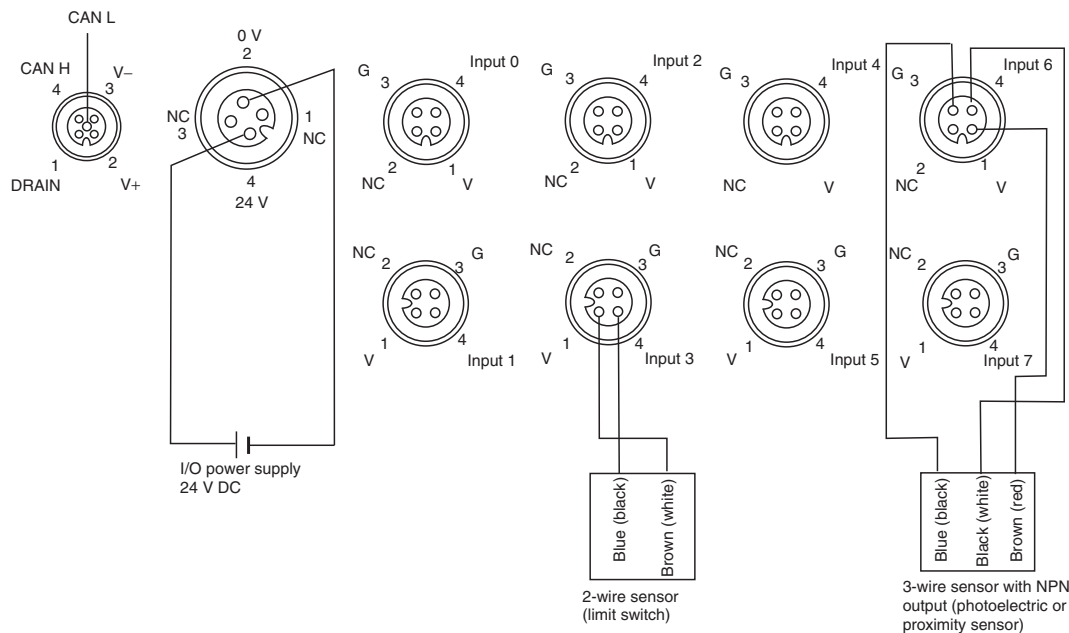 CAN L
CAN H
V–
4
3
1
2
DRAIN
V+
0 V
2
NC
3
1
NC
4
24 V
Input 0
G
3
4
NC
2
1
V
Input 2
G
3
4
NC
2
1
V
Input 4
G
3
4
NC
V
Input 6
G
3
4
NC
2
1
V
NC
2
3
G
1
V
4
Input 1
NC
2
3
G
1
V
4
Input 3
NC
2
3
G
1
V
4
Input 5
NC
2
3
G
1
V
4
Input 7
I/O power supply
24 V DC
Blue (black)
Brown (white)
2-wire sensor
(limit switch)
Blue (black)
Black (white)
Brown (red)
3-wire sensor with NPN
output (photoelectric or
proximity sensor)